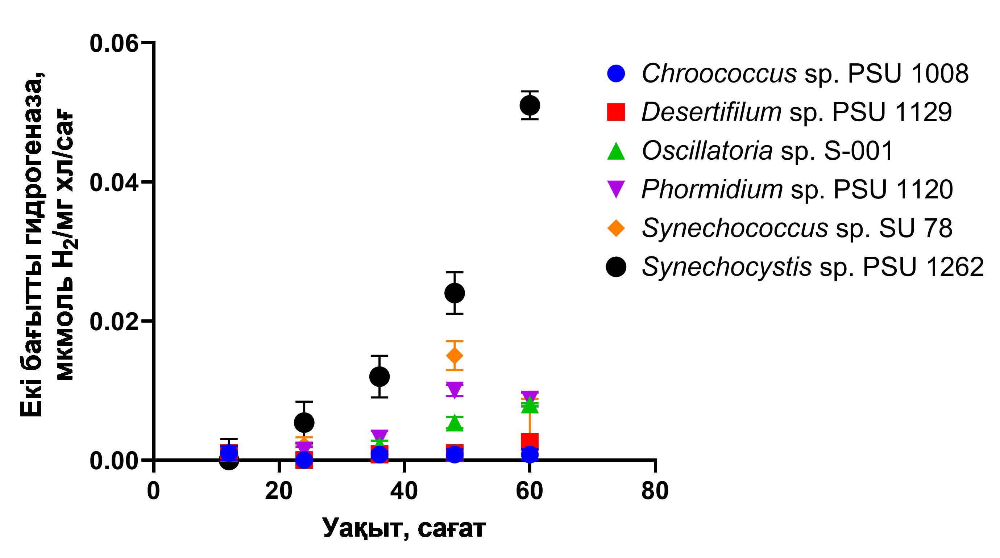 Екі бағытты гидрогеназа,
мкмоль H₂/мг хл/сағ
0.06
0.04
0.02
0.00
0
20
40
60
80
Уақыт, сағат
Chroococcus sp. PSU 1008
Desertifilum sp. PSU 1129
Oscillatoria sp. S-001
Phormidium sp. PSU 1120
Synechococcus sp. SU 78
Synechocystis sp. PSU 1262